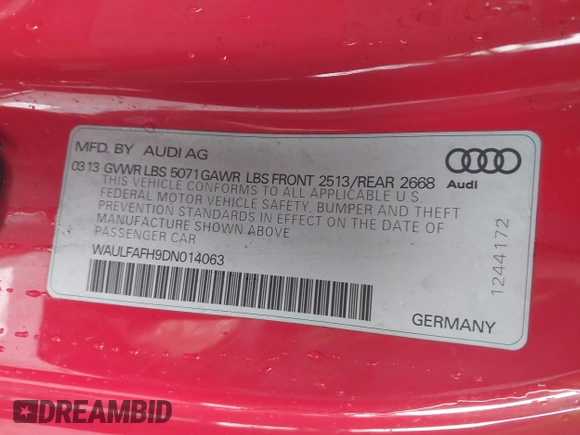 MFD. BY AUDI AG
0313 GVWR LBS 5071 GAWR LBS FRONT 2513/REAR 2668
THIS VEHICLE CONFORMS TO ALL APPLICABLE U.S.
FEDERAL MOTOR VEHICLE SAFETY, BUMPER AND THEFT
PREVENTION STANDARDS IN EFFECT ON THE DATE OF
MANUFACTURE SHOWN ABOVE
PASSENGER CAR
WAULFAFH9DN014063
Audi
1244172
GERMANY
DREAMBID